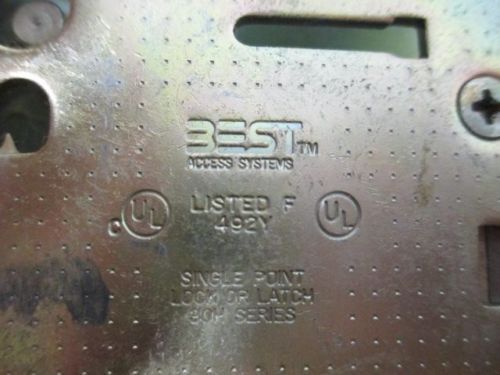 BEST™
ACCESS SYSTEMS
C UL LISTED F UL
492Y
SINGLE POINT
LOCK OR LATCH
30H SERIES